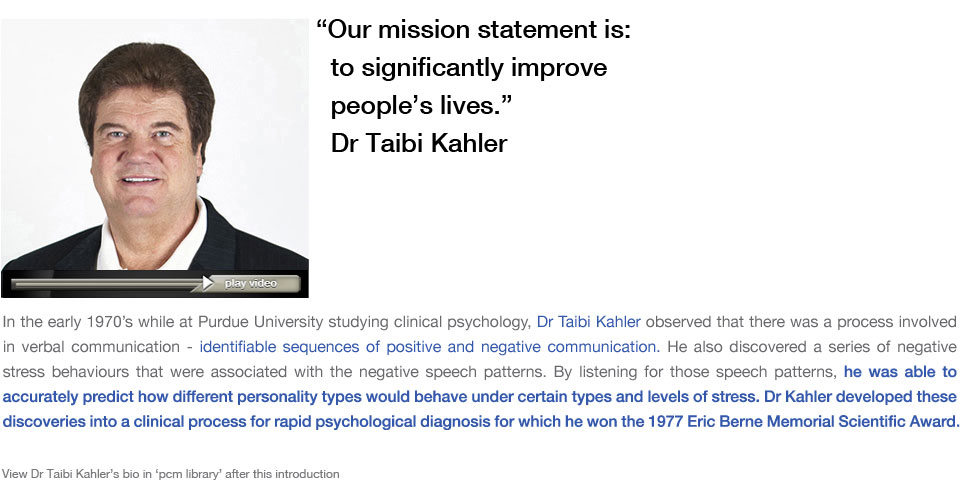 “Our mission statement is:
to significantly improve
people’s lives.”
Dr Taibi Kahler
play video
In the early 1970’s while at Purdue University studying clinical psychology, Dr Taibi Kahler observed that there was a process involved
in verbal communication - identifiable sequences of positive and negative communication. He also discovered a series of negative
stress behaviours that were associated with the negative speech patterns. By listening for those speech patterns, he was able to
accurately predict how different personality types would behave under certain types and levels of stress. Dr Kahler developed these
discoveries into a clinical process for rapid psychological diagnosis for which he won the 1977 Eric Berne Memorial Scientific Award.
View Dr Taibi Kahler’s bio in ‘pcm library’ after this introduction